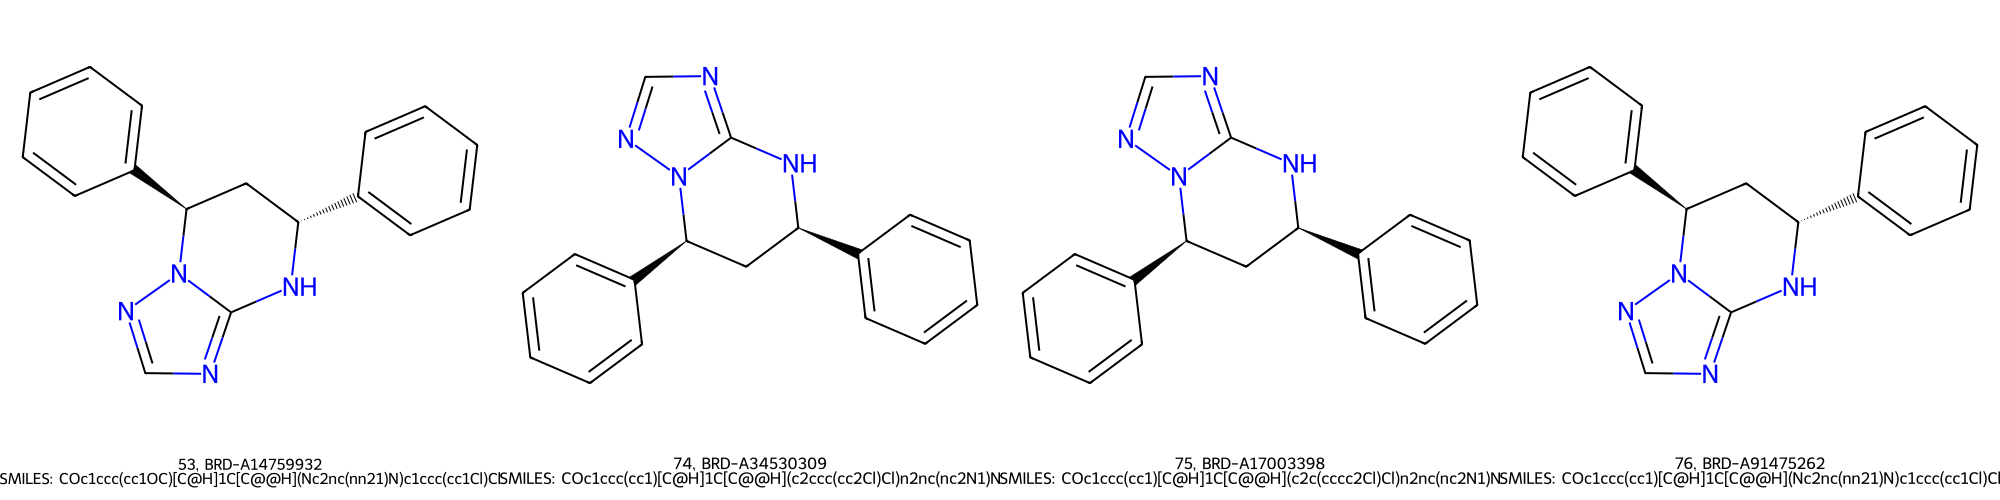 N
NH
N
N
N
N
NH
N
N
N
NH
N
N
NH
N
N
53, BRD-A14759932
SMILES: COc1ccc(cc1OC)[C@H]1C[C@@H](Nc2nc(nn21)N)c1ccc(cc1Cl)Cl
74, BRD-A34530309
SMILES: COc1ccc(cc1)[C@H]1C[C@@H](c2ccc(cc2Cl)Cl)n2nc(nc2N1)N
75, BRD-A17003398
SMILES: COc1ccc(cc1)[C@H]1C[C@@H](c2c(cccc2Cl)Cl)n2nc(nc2N1)N
76, BRD-A91475262
SMILES: COc1ccc(cc1)[C@H]1C[C@@H](Nc2nc(nn21)N)c1ccc(cc1Cl)Cl